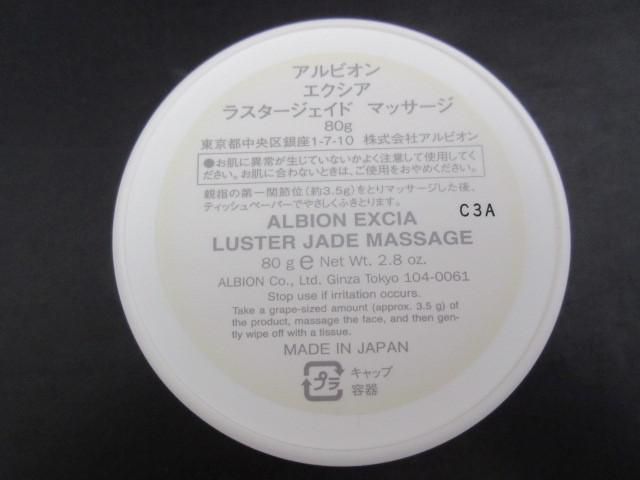 アルビオン
エクシア
ラスタージェイド マッサージ
80g
東京都中央区銀座1-7-10 株式会社アルビオン
●お肌に異常が生じていないかよく注意して使用してく
ださい。お肌に合わないときは、ご使用をおやめください。
親指の第一関節位(約3.5g)をとりマッサージした後、
ティッシュペーパーでやさしくふきとります。
ALBION EXCIA
C3A
LUSTER JADE MASSAGE
80 g e Net Wt. 2.8 oz.
ALBION Co., Ltd. Ginza Tokyo 104-0061
Stop use if irritation occurs.
Take a grape-sized amount (approx. 3.5 g) of
the product, massage the face, and then gen-
tly wipe off with a tissue.
MADE IN JAPAN
プラ キャップ
容器